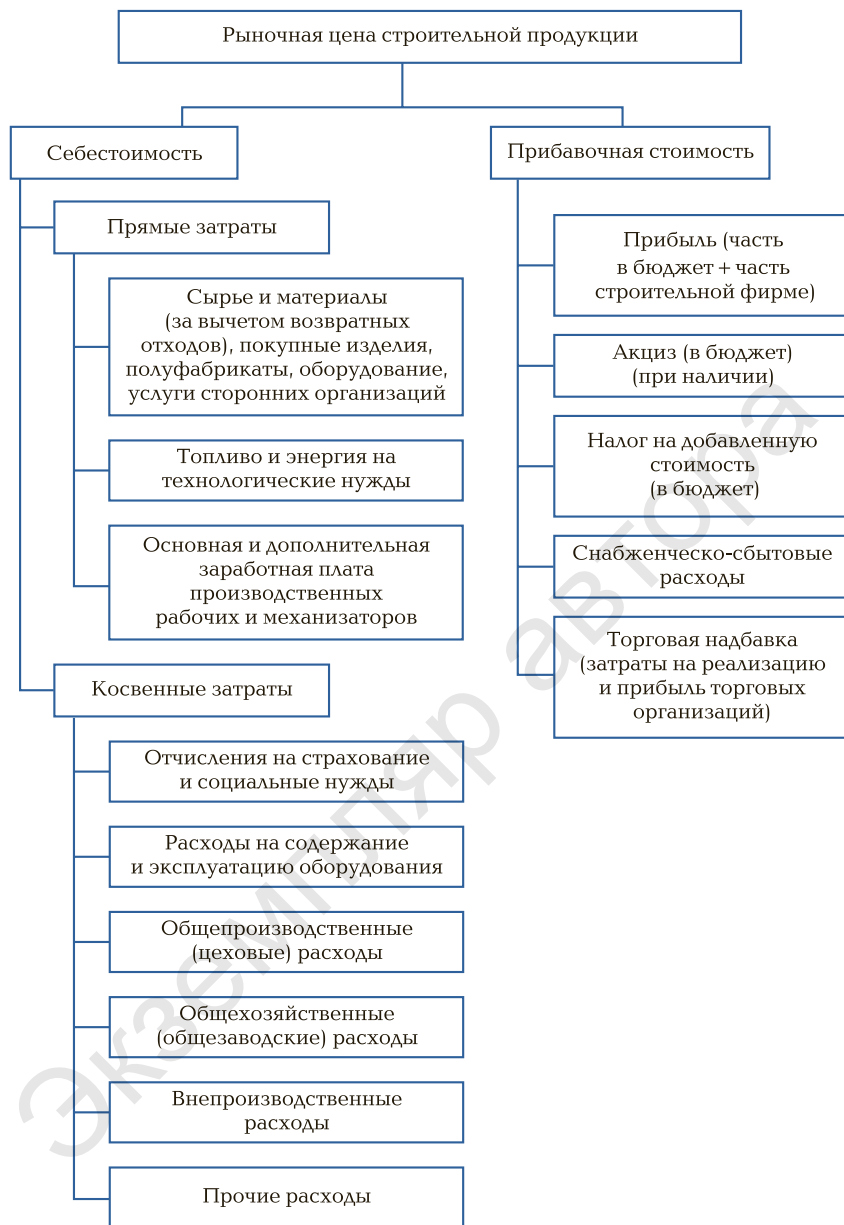 Рыночная цена строительной продукции
Себестоимость
Прямые затраты
Сырье и материалы
(за вычетом возвратных
отходов), покупные изделия,
полуфабрикаты, оборудование,
услуги сторонних организаций
Топливо и энергия на
технологические нужды
Основная и дополнительная
заработная плата
производственных
рабочих и механизаторов
Косвенные затраты
Отчисления на страхование
и социальные нужды
Расходы на содержание
и эксплуатацию оборудования
Общепроизводственные
(цеховые) расходы
Общехозяйственные
(общезаводские) расходы
Внепроизводственные
расходы
Прочие расходы
Прибавочная стоимость
Прибыль (часть
в бюджет + часть
строительной фирме)
Акциз (в бюджет)
(при наличии)
Налог на добавленную
стоимость
(в бюджет)
Снабженческо-сбытовые
расходы
Торговая надбавка
(затраты на реализацию
и прибыль торговых
организаций)
Экземпляр автора